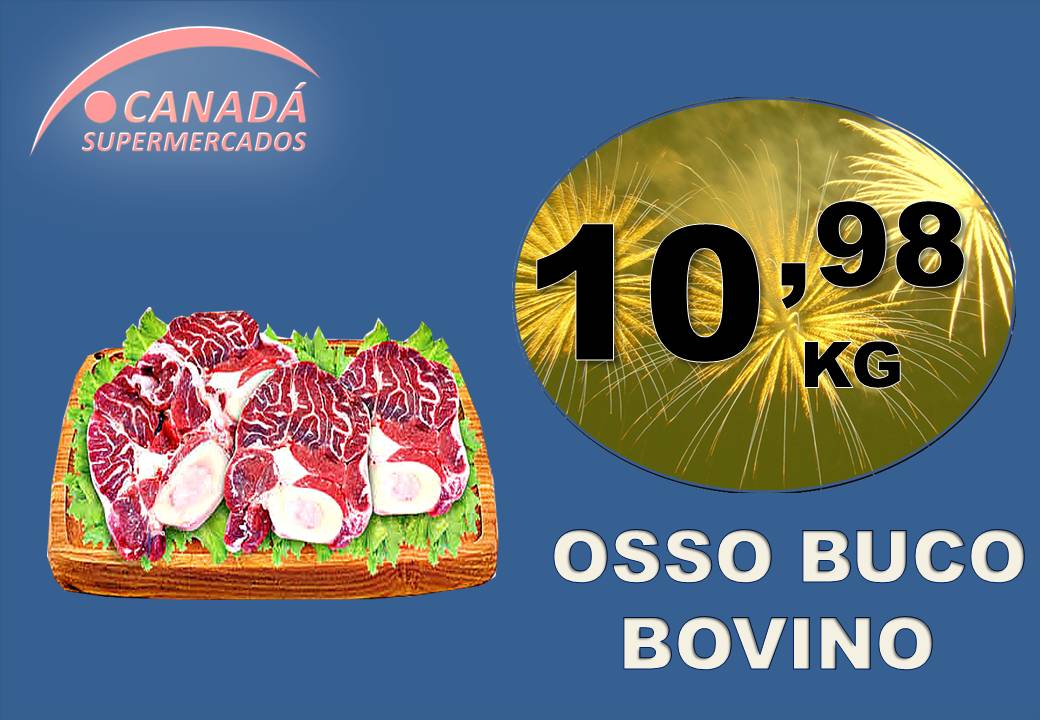 CANADÁ
SUPERMERCADOS
10,98
KG
OSSO BUCO
BOVINO